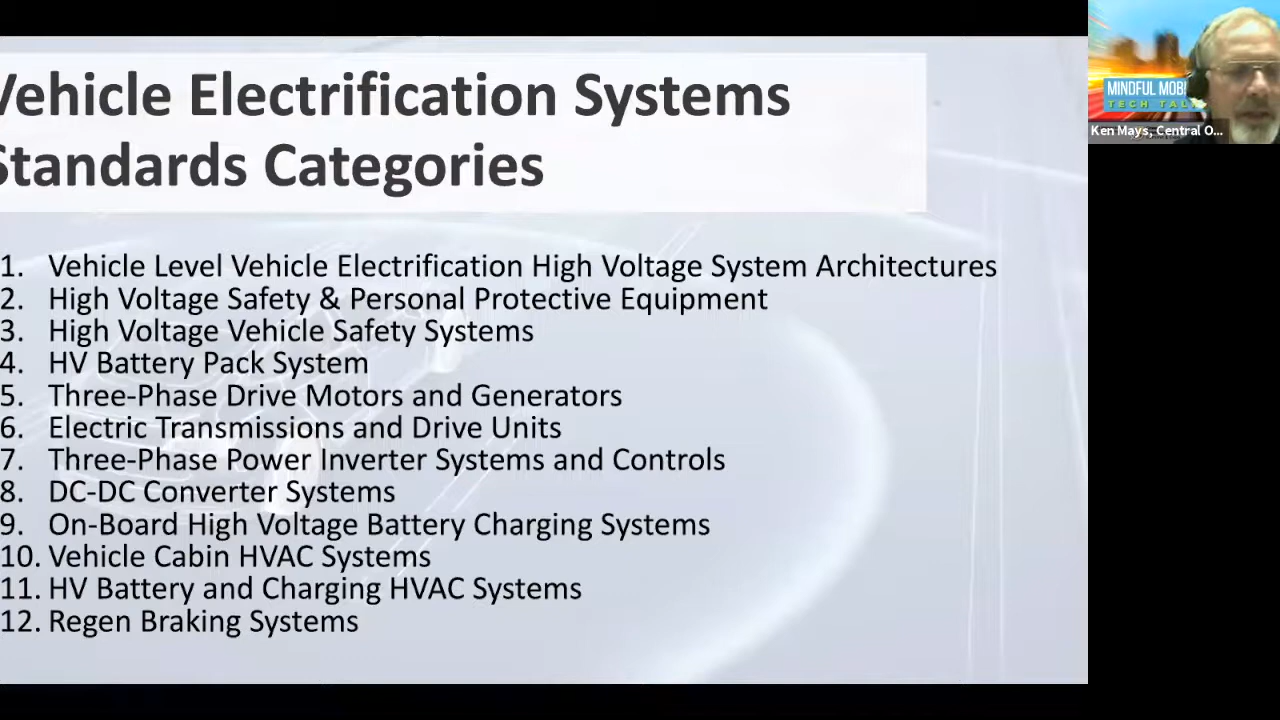 Vehicle Electrification Systems
Standards Categories
1. Vehicle Level Vehicle Electrification High Voltage System Architectures
2. High Voltage Safety & Personal Protective Equipment
3. High Voltage Vehicle Safety Systems
4. HV Battery Pack System
5. Three-Phase Drive Motors and Generators
6. Electric Transmissions and Drive Units
7. Three-Phase Power Inverter Systems and Controls
8. DC-DC Converter Systems
9. On-Board High Voltage Battery Charging Systems
10. Vehicle Cabin HVAC Systems
11. HV Battery and Charging HVAC Systems
12. Regen Braking Systems
MINDFUL MOBI
TECH TALK
Ken Mays, Central O...